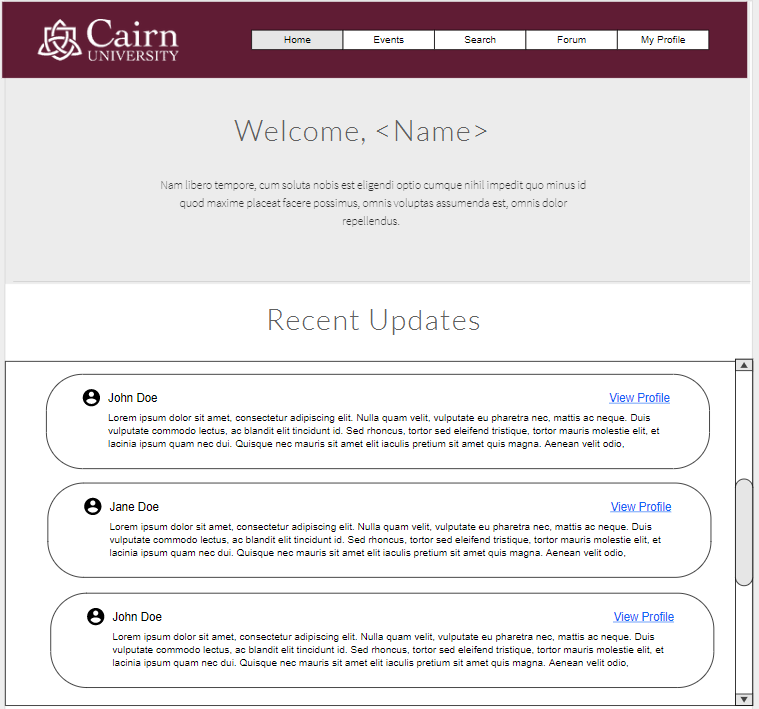 Cairn
UNIVERSITY
Home Events Search Forum My Profile
Welcome, <Name>
Nam libero tempore, cum soluta nobis est eligendi optio cumque nihil impedit quo minus id
quod maxime placeat facere possimus, omnis voluptas assumenda est, omnis dolor
repellendus.
Recent Updates
John Doe View Profile
Lorem ipsum dolor sit amet, consectetur adipiscing elit. Nulla quam velit, vulputate eu pharetra nec, mattis ac neque. Duis
vulputate commodo lectus, ac blandit elit tincidunt id. Sed rhoncus, tortor sed eleifend tristique, tortor mauris molestie elit, et
lacinia ipsum quam nec dui. Quisque nec mauris sit amet elit iaculis pretium sit amet quis magna. Aenean velit odio,
Jane Doe View Profile
Lorem ipsum dolor sit amet, consectetur adipiscing elit. Nulla quam velit, vulputate eu pharetra nec, mattis ac neque. Duis
vulputate commodo lectus, ac blandit elit tincidunt id. Sed rhoncus, tortor sed eleifend tristique, tortor mauris molestie elit, et
lacinia ipsum quam nec dui. Quisque nec mauris sit amet elit iaculis pretium sit amet quis magna. Aenean velit odio,
John Doe View Profile
Lorem ipsum dolor sit amet, consectetur adipiscing elit. Nulla quam velit, vulputate eu pharetra nec, mattis ac neque. Duis
vulputate commodo lectus, ac blandit elit tincidunt id. Sed rhoncus, tortor sed eleifend tristique, tortor mauris molestie elit, et
lacinia ipsum quam nec dui. Quisque nec mauris sit amet elit iaculis pretium sit amet quis magna. Aenean velit odio,